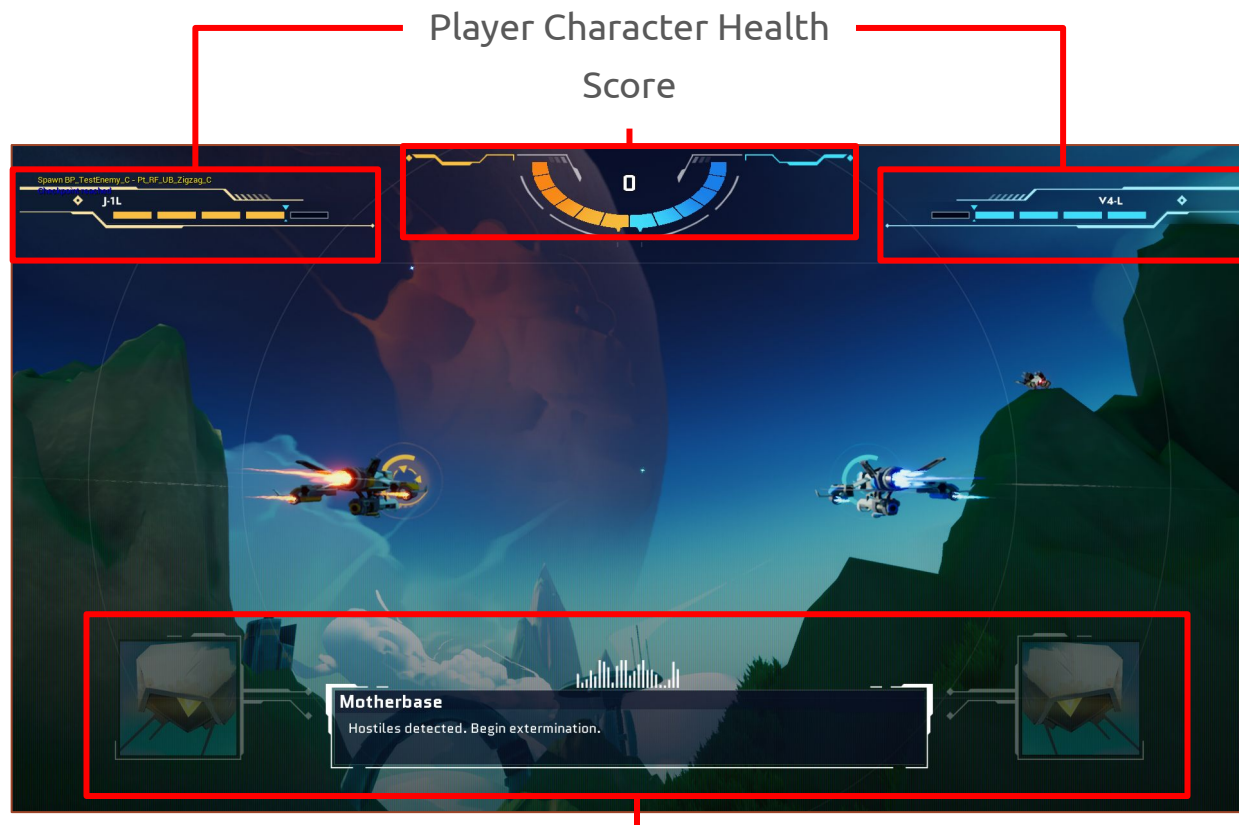 Player Character Health
Score
Spawn BP_TestEnemy_C - Pt_RF_UB_Zigzag_C
J-1L
0
V4-L
Motherbase
Hostiles detected. Begin extermination.